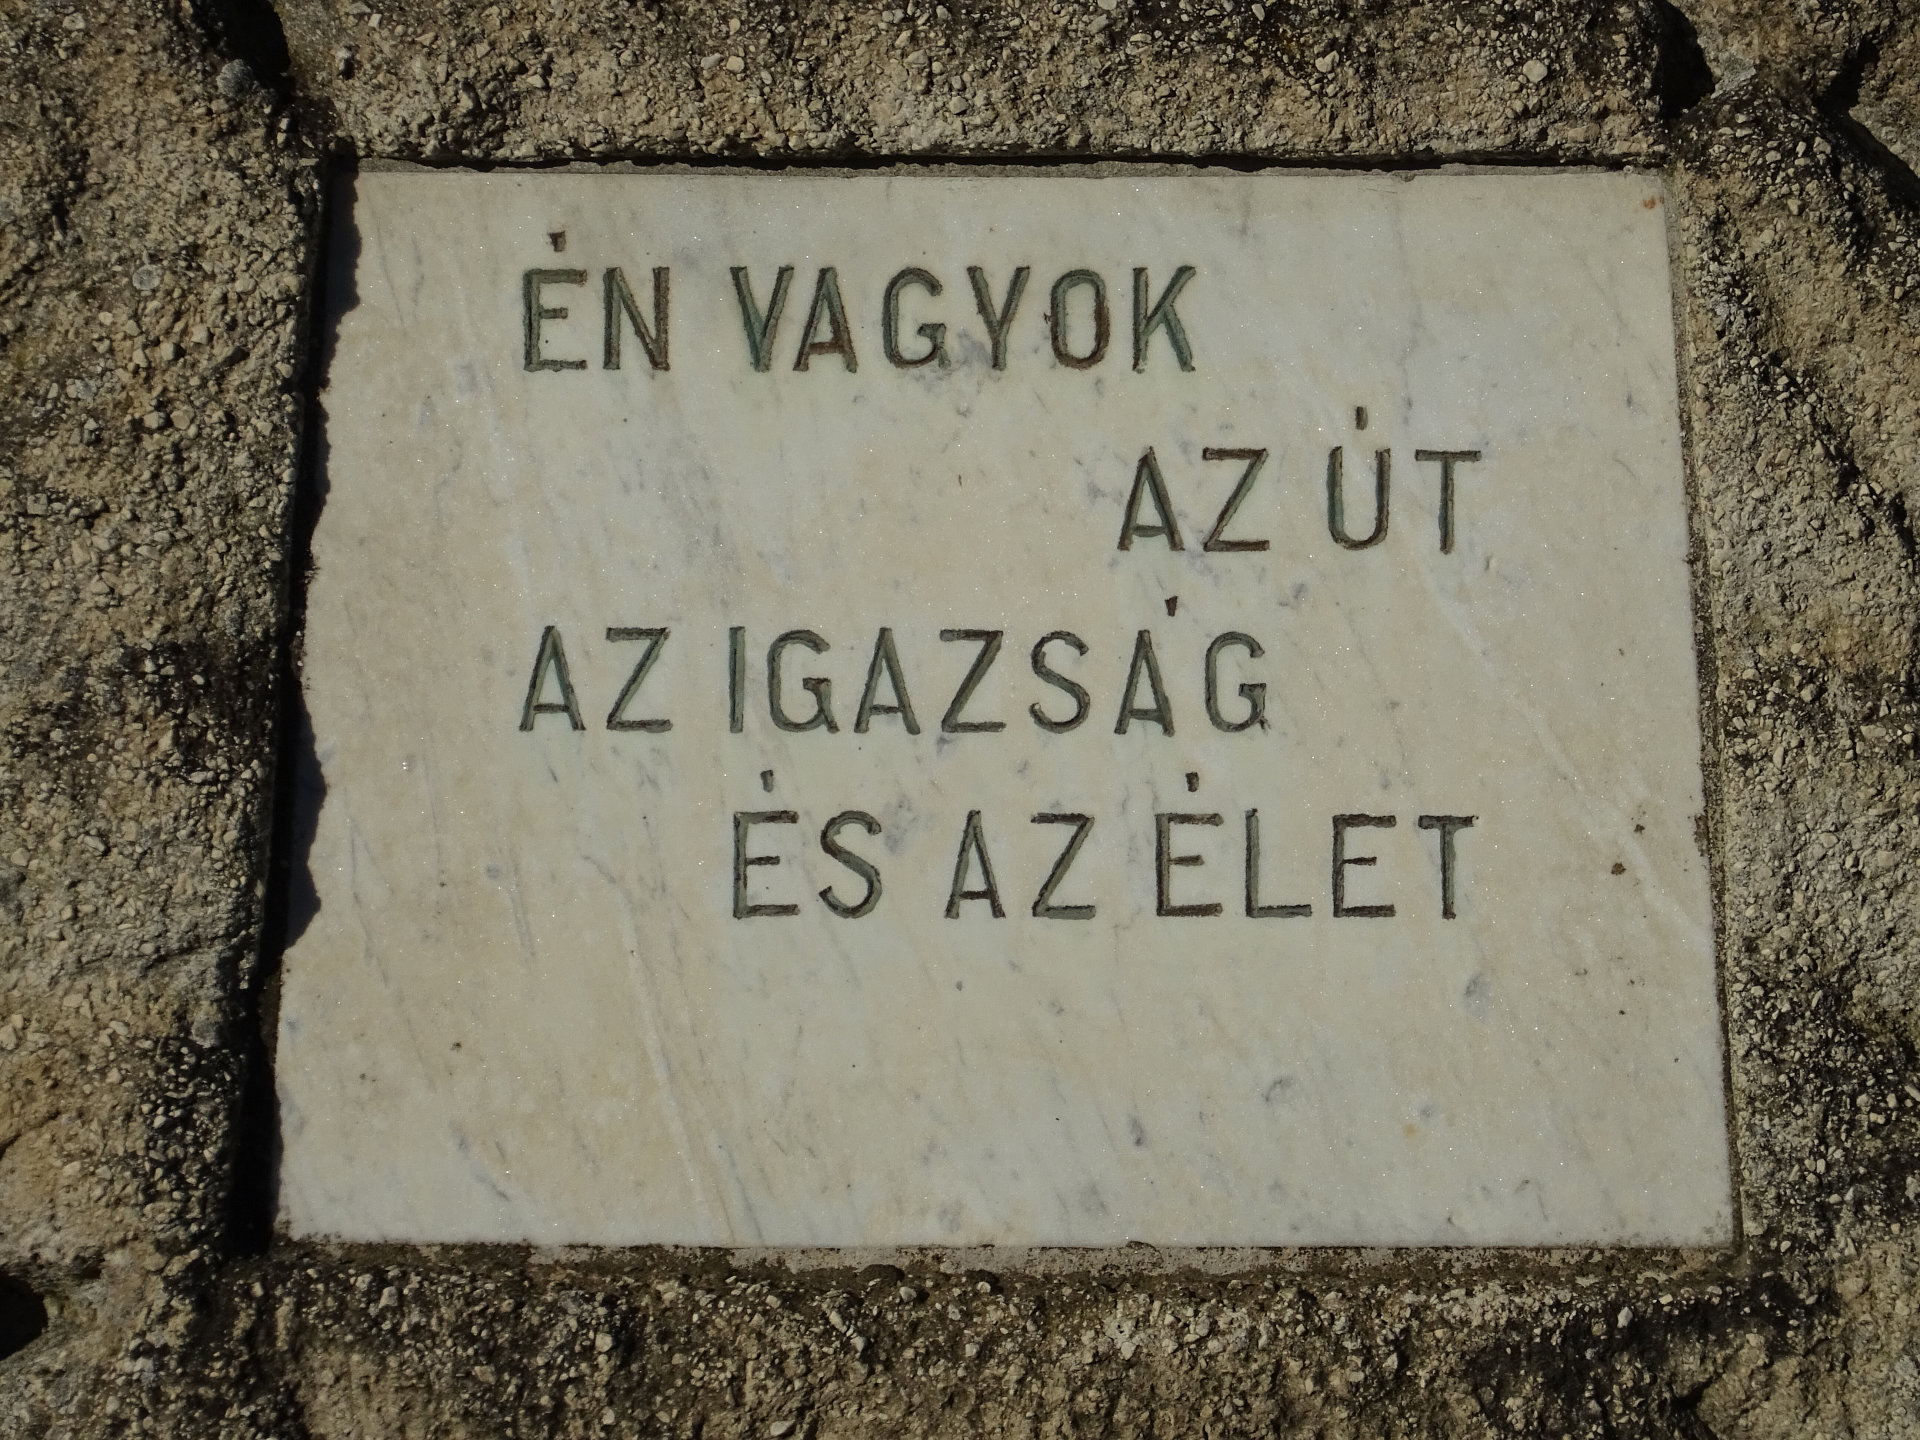 ÉN VAGYOK
AZ ÚT
AZ IGAZSÁG
ÉS AZ ÉLET